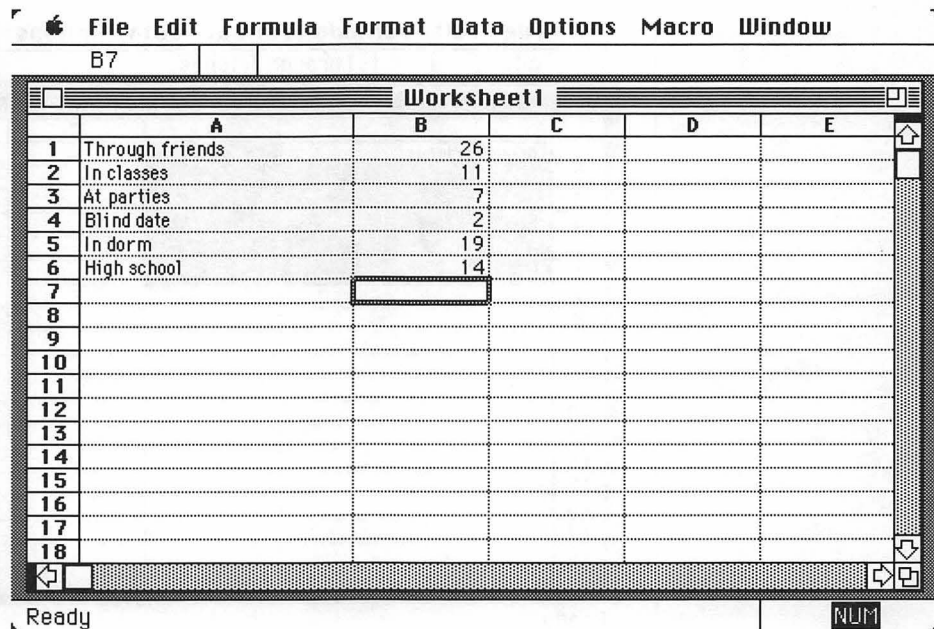 File Edit Formula Format Data Options Macro Window
B7
Worksheet1
A B C D E
1 Through friends 26
2 In classes 11
3 At parties 7
4 Blind date 2
5 In dorm 19
6 High school 14
7
8
9
10
11
12
13
14
15
16
17
18
Ready NUM